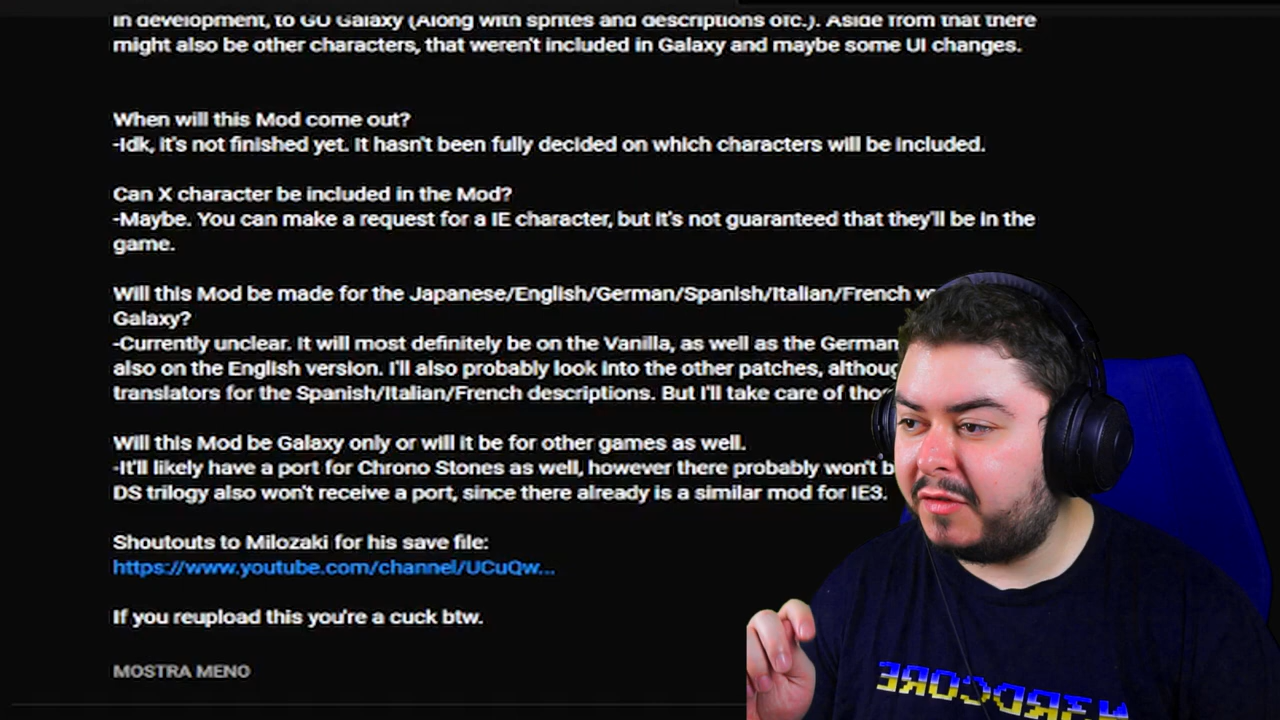 in development, to GO Galaxy (Along with sprites and descriptions ofc.). Aside from that there
might also be other characters, that weren't included in Galaxy and maybe some UI changes.
When will this Mod come out?
-Idk, it's not finished yet. It hasn't been fully decided on which characters will be included.
Can X character be included in the Mod?
-Maybe. You can make a request for a IE character, but it's not guaranteed that they'll be in the
game.
Will this Mod be made for the Japanese/English/German/Spanish/Italian/French
Galaxy?
-Currently unclear. It will most definitely be on the Vanilla, as well as the German
also on the English version. I'll also probably look into the other patches,
translators for the Spanish/Italian/French descriptions. But I'll take care of
Will this Mod be Galaxy only or will it be for other games as well.
-It'll likely have a port for Chrono Stones as well, however there probably won't
DS trilogy also won't receive a port, since there already is a similar mod for IE3.
Shoutouts to Milozaki for his save file:
https://www.youtube.com/channel/UCuQw...
If you reupload this you're a cuck btw.
MOSTRA MENO